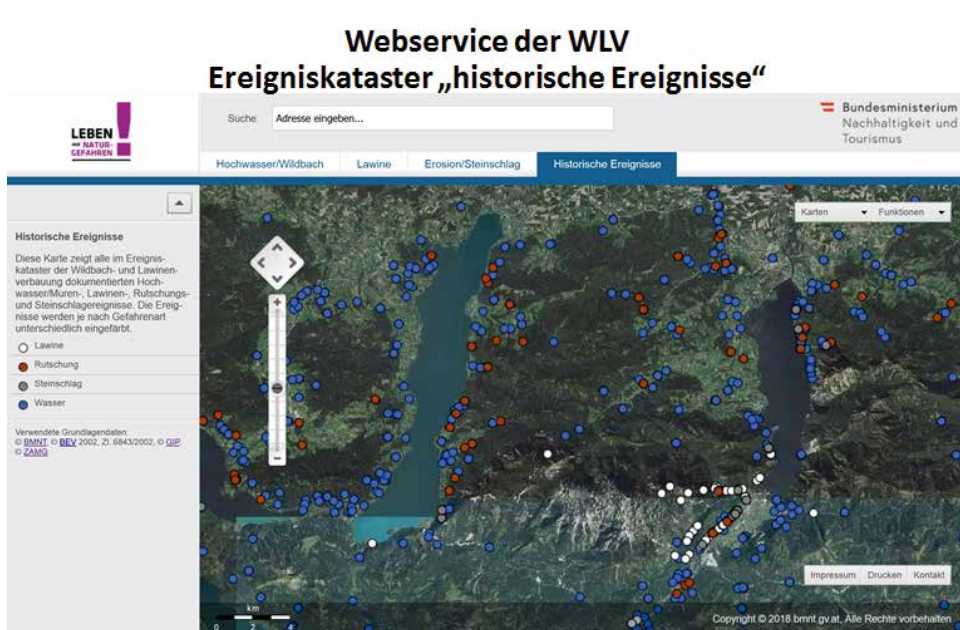 Webservice der WLV
Ereigniskataster „historische Ereignisse“
LEBEN
MIT NATUR-
GEFAHREN
Suche:
Adresse eingeben...
Bundesministerium
Nachhaltigkeit und
Tourismus
Hochwasser/Wildbach
Lawine
Erosion/Steinschlag
Historische Ereignisse
Karten
Funktionen
Historische Ereignisse
Diese Karte zeigt alle im Ereignis-
kataster der Wildbach- und Lawinen-
verbauung dokumentierten Hoch-
wasser/Muren-, Lawinen-, Rutschungs-
und Steinschlagereignisse. Die Ereig-
nisse werden je nach Gefahrenart
unterschiedlich eingefärbt.
Lawine
Rutschung
Steinschlag
Wasser
Verwendete Grundlagendaten:
© BMNT, © BEV 2002, Zl. 6843/2002, © GIP,
© ZAMG
km
0 2 4
Impressum
Drucken
Kontakt
Copyright © 2018 bmnt.gv.at, Alle Rechte vorbehalten